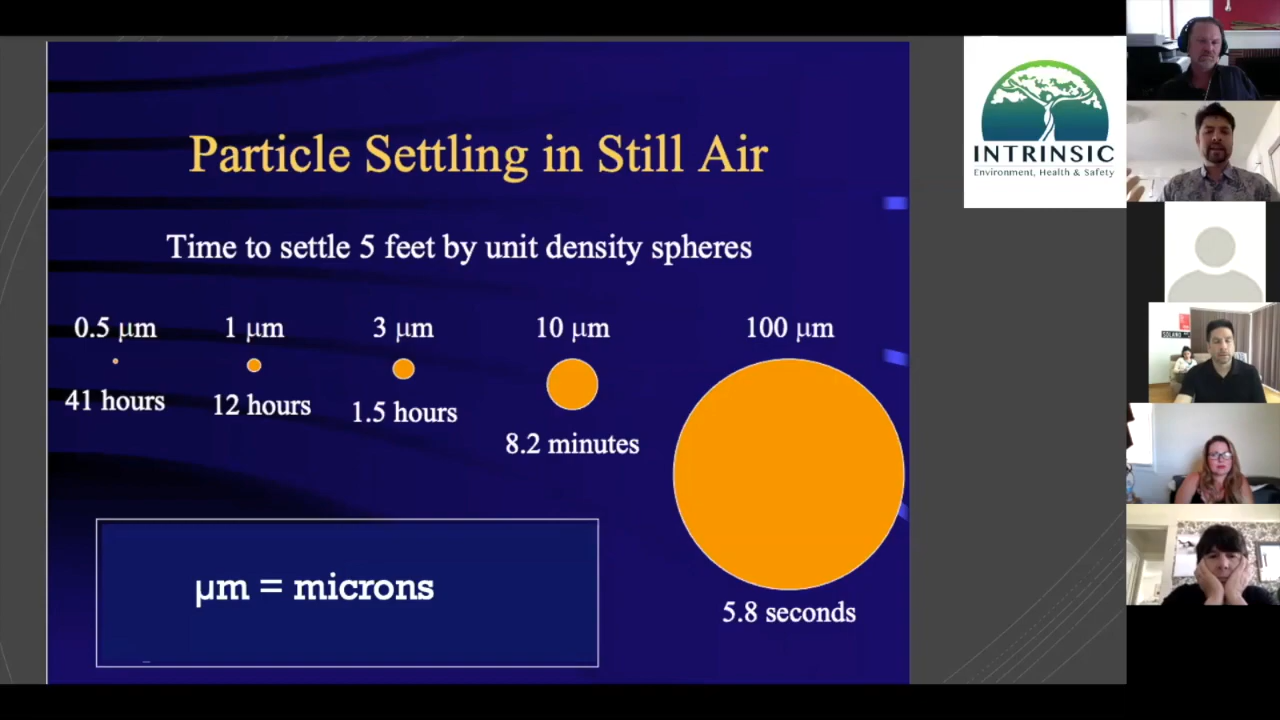 Particle Settling in Still Air
Time to settle 5 feet by unit density spheres
0.5 μm 1 μm 3 μm 10 μm 100 μm
41 hours 12 hours 1.5 hours
8.2 minutes
μm = microns
5.8 seconds
INTRINSIC
Environment, Health & Safety